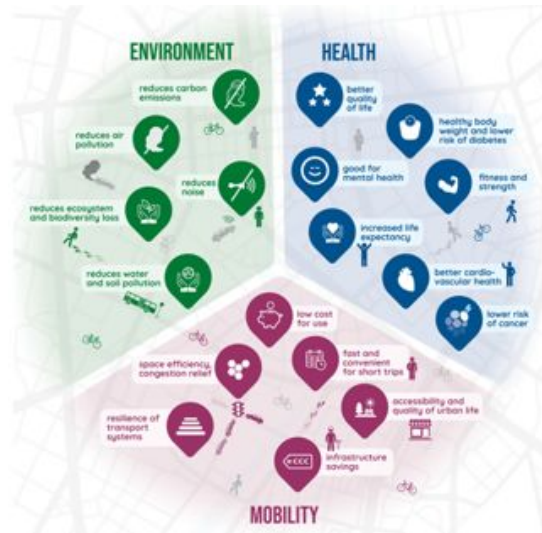 ENVIRONMENT
reduces carbon
emissions
reduces air
pollution
reduces
noise
reduces ecosystem
and biodiversity loss
reduces water
and soil pollution
HEALTH
better
quality
of life
healthy body
weight and lower
risk of diabetes
good for
mental health
fitness and
strength
increased life
expectancy
better cardio-
vascular health
lower risk
of cancer
low cost
for use
space efficiency,
congestion relief
fast and
convenient
for short trips
accessibility and
quality of urban life
resilience of
transport
systems
infrastructure
savings
MOBILITY